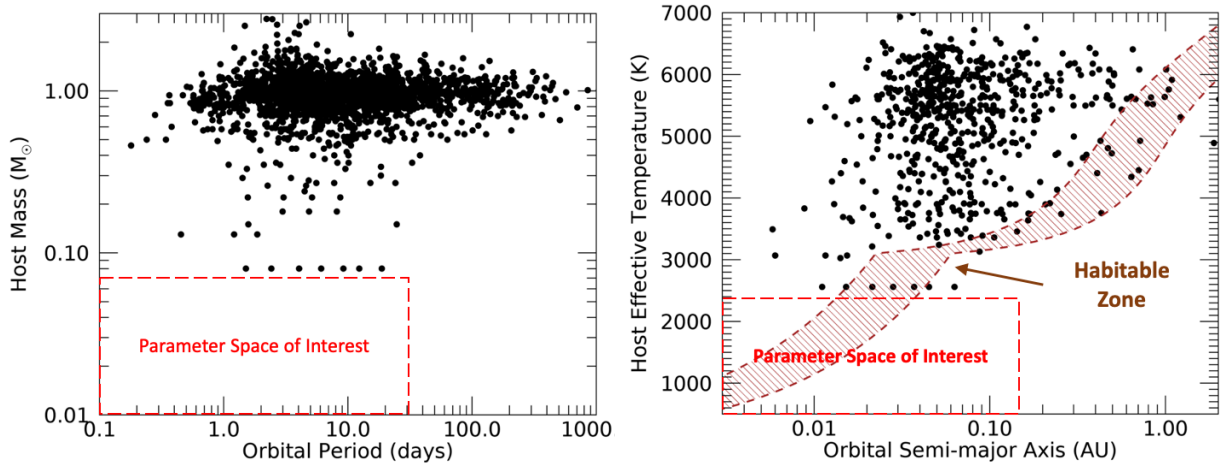 Host Mass (M☉)
1.00
0.10
0.01
Parameter Space of Interest
0.1 1.0 10.0 100.0 1000
Orbital Period (days)
Host Effective Temperature (K)
7000
6000
5000
4000
3000
2000
1000
Habitable
Zone
Parameter Space of Interest
0.01 0.10 1.00
Orbital Semi-major Axis (AU)